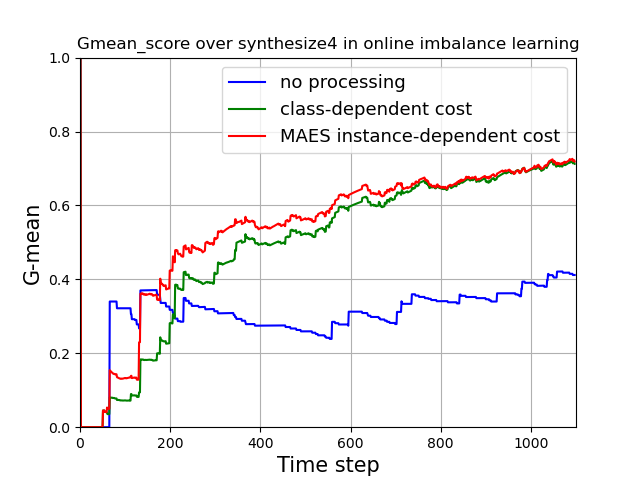 Gmean_score over synthesize4 in online imbalance learning
1.0
0.8
0.6
0.4
0.2
0.0
G-mean
no processing
class-dependent cost
MAES instance-dependent cost
0 200 400 600 800 1000
Time step